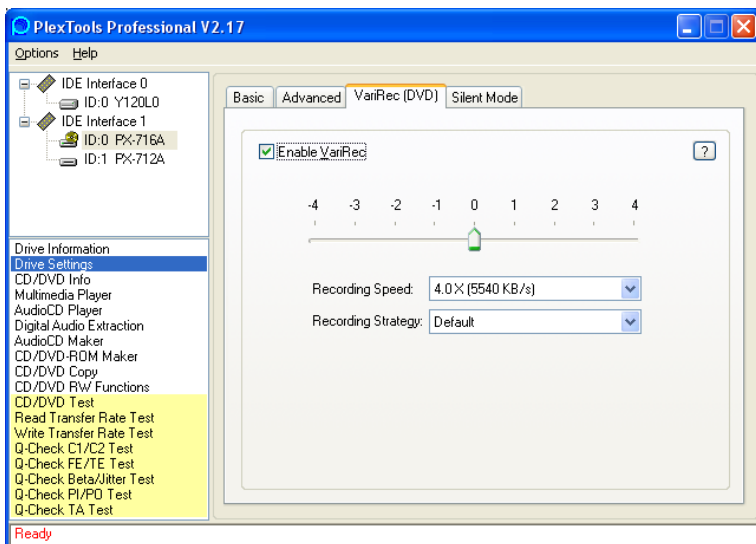 PlexTools Professional V2.17
Options Help
IDE Interface 0
ID:0 Y120L0
IDE Interface 1
ID:0 PX-716A
ID:1 PX-712A
Drive Information
Drive Settings
CD/DVD Info
Multimedia Player
AudioCD Player
Digital Audio Extraction
AudioCD Maker
CD/DVD-ROM Maker
CD/DVD Copy
CD/DVD RW Functions
CD/DVD Test
Read Transfer Rate Test
Write Transfer Rate Test
Q-Check C1/C2 Test
Q-Check FE/TE Test
Q-Check Beta/Jitter Test
Q-Check PI/PO Test
Q-Check TA Test
Basic Advanced VariRec (DVD) Silent Mode
Enable VariRec ?
-4 -3 -2 -1 0 1 2 3 4
Recording Speed: 4.0 X (5540 KB/s)
Recording Strategy: Default
Ready